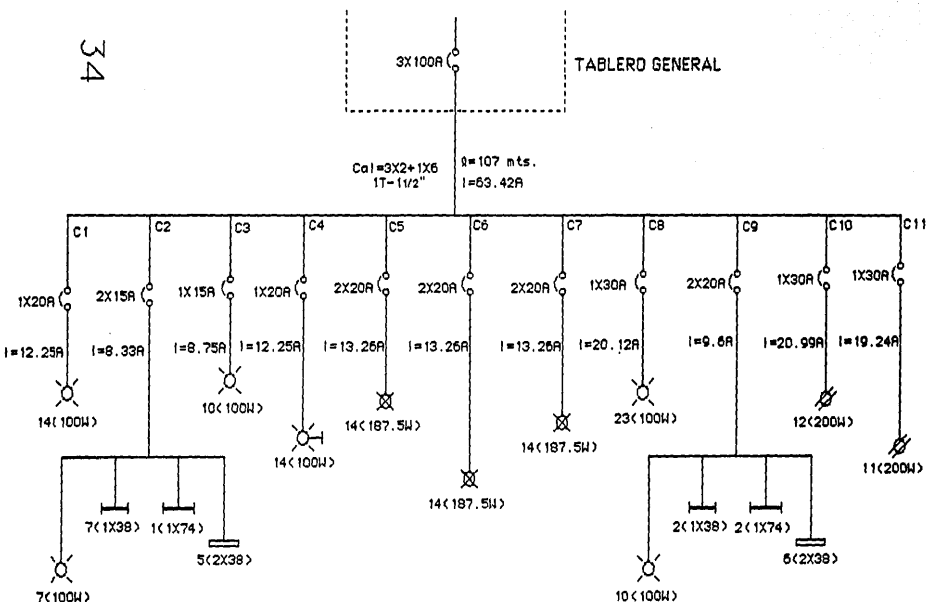 34
3X100A
TABLERO GENERAL
Cal=3X2+1X6
1T-11/2"
l=107 mts.
I=63.42A
C1 C2 C3 C4 C5 C6 C7 C8 C9 C10 C11
1X20A 2X15A 1X15A 1X20A 2X20A 2X20A 2X20A 1X30A 2X20A 1X30A 1X30A
I=12.25A I=8.33A I=8.75A I=12.25A I=13.26A I=13.26A I=13.26A I=20.12A I=9.6A I=20.99A I=19.24A
14(100W)
10(100W)
14(100W)
14(187.5W)
14(187.5W)
14(187.5W)
23(100W)
12(200W)
11(200W)
7(1X38) 1(1X74)
5(2X38)
7(100W)
2(1X38) 2(1X74)
6(2X38)
10(100W)